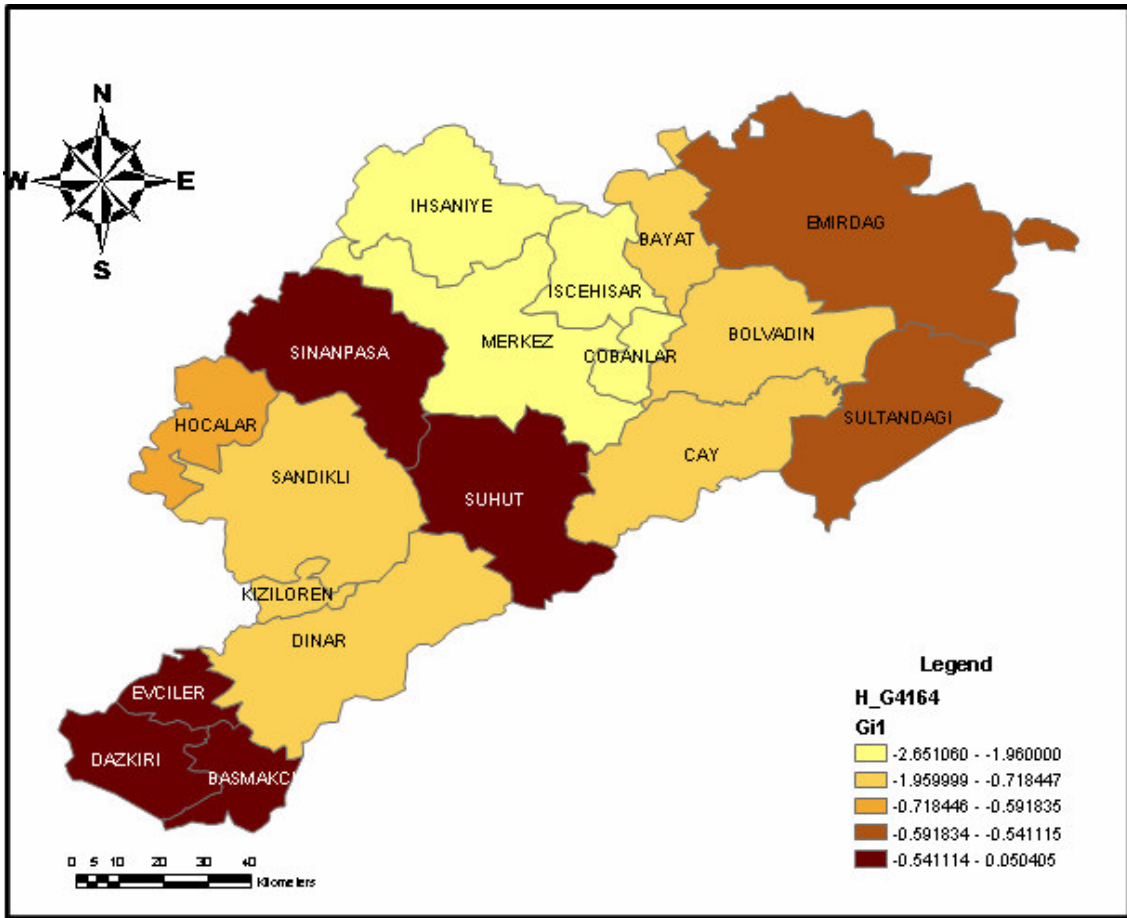 N
W E
S
IHSANIYE
EMIRDAG
BAYAT
ISCEHISAR
BOLVADIN
MERKEZ
COBANLAR
SINANPASA
SULTANDAGI
HOCALAR
CAY
SANDIKLI
SUHUT
KIZILOREN
DINAR
EVCILER
DAZKIRI
BASMAKCI
Legend
H_G4164
Gi1
-2.651060 - -1.960000
-1.959999 - -0.718447
-0.718446 - -0.591835
-0.591834 - -0.541115
-0.541114 - 0.050405
0 5 10 20 30 40
Kilometers